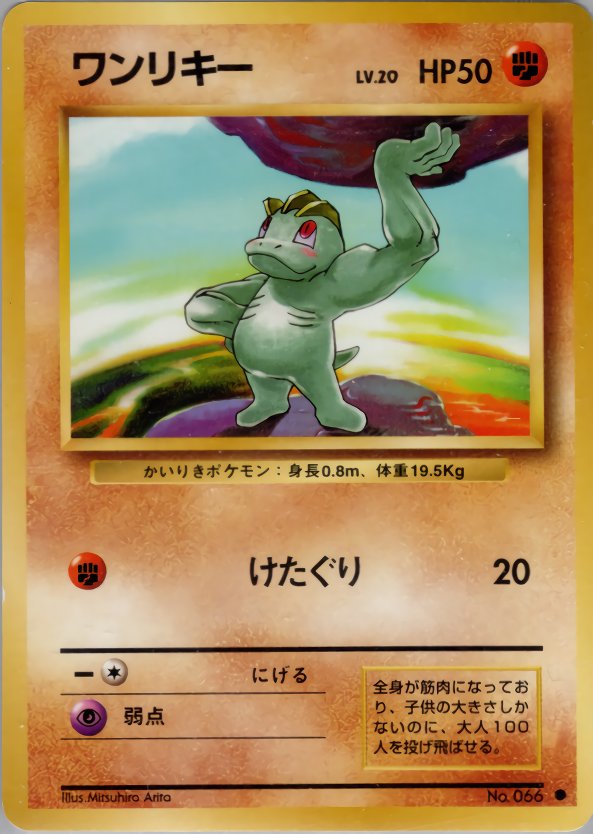 ワンリキー LV.20 HP50
かいりきポケモン：身長0.8m、体重19.5Kg
けたぐり 20
ー にげる
弱点
全身が筋肉になってお
り、子供の大きさしか
ないのに、大人100
人を投げ飛ばせる。
Illus.Mitsuhiro Arita No. 066 ●